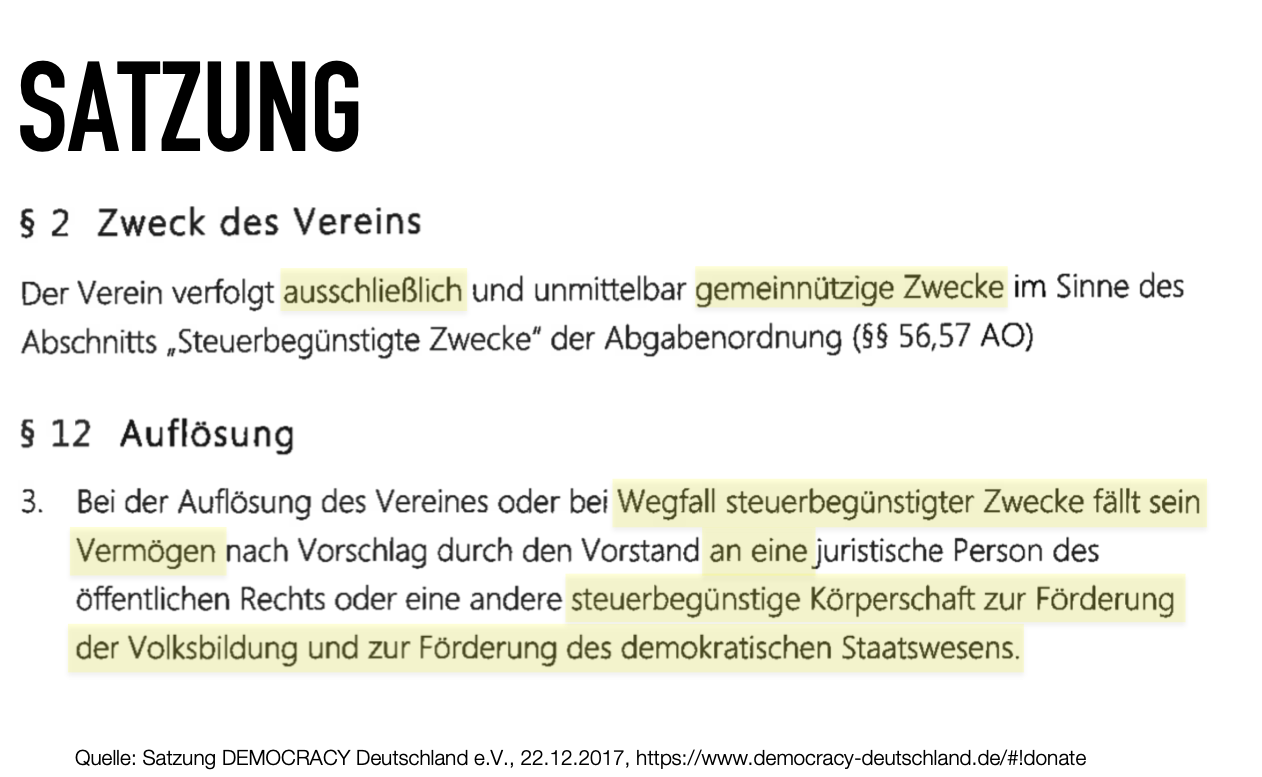 SATZUNG
§ 2 Zweck des Vereins
Der Verein verfolgt ausschließlich und unmittelbar gemeinnützige Zwecke im Sinne des
Abschnitts „Steuerbegünstigte Zwecke“ der Abgabenordnung (§§ 56,57 AO)
§ 12 Auflösung
3. Bei der Auflösung des Vereines oder bei Wegfall steuerbegünstigter Zwecke fällt sein
Vermögen nach Vorschlag durch den Vorstand an eine juristische Person des
öffentlichen Rechts oder eine andere steuerbegünstige Körperschaft zur Förderung
der Volksbildung und zur Förderung des demokratischen Staatswesens.
Quelle: Satzung DEMOCRACY Deutschland e.V., 22.12.2017, https://www.democracy-deutschland.de/#!donate